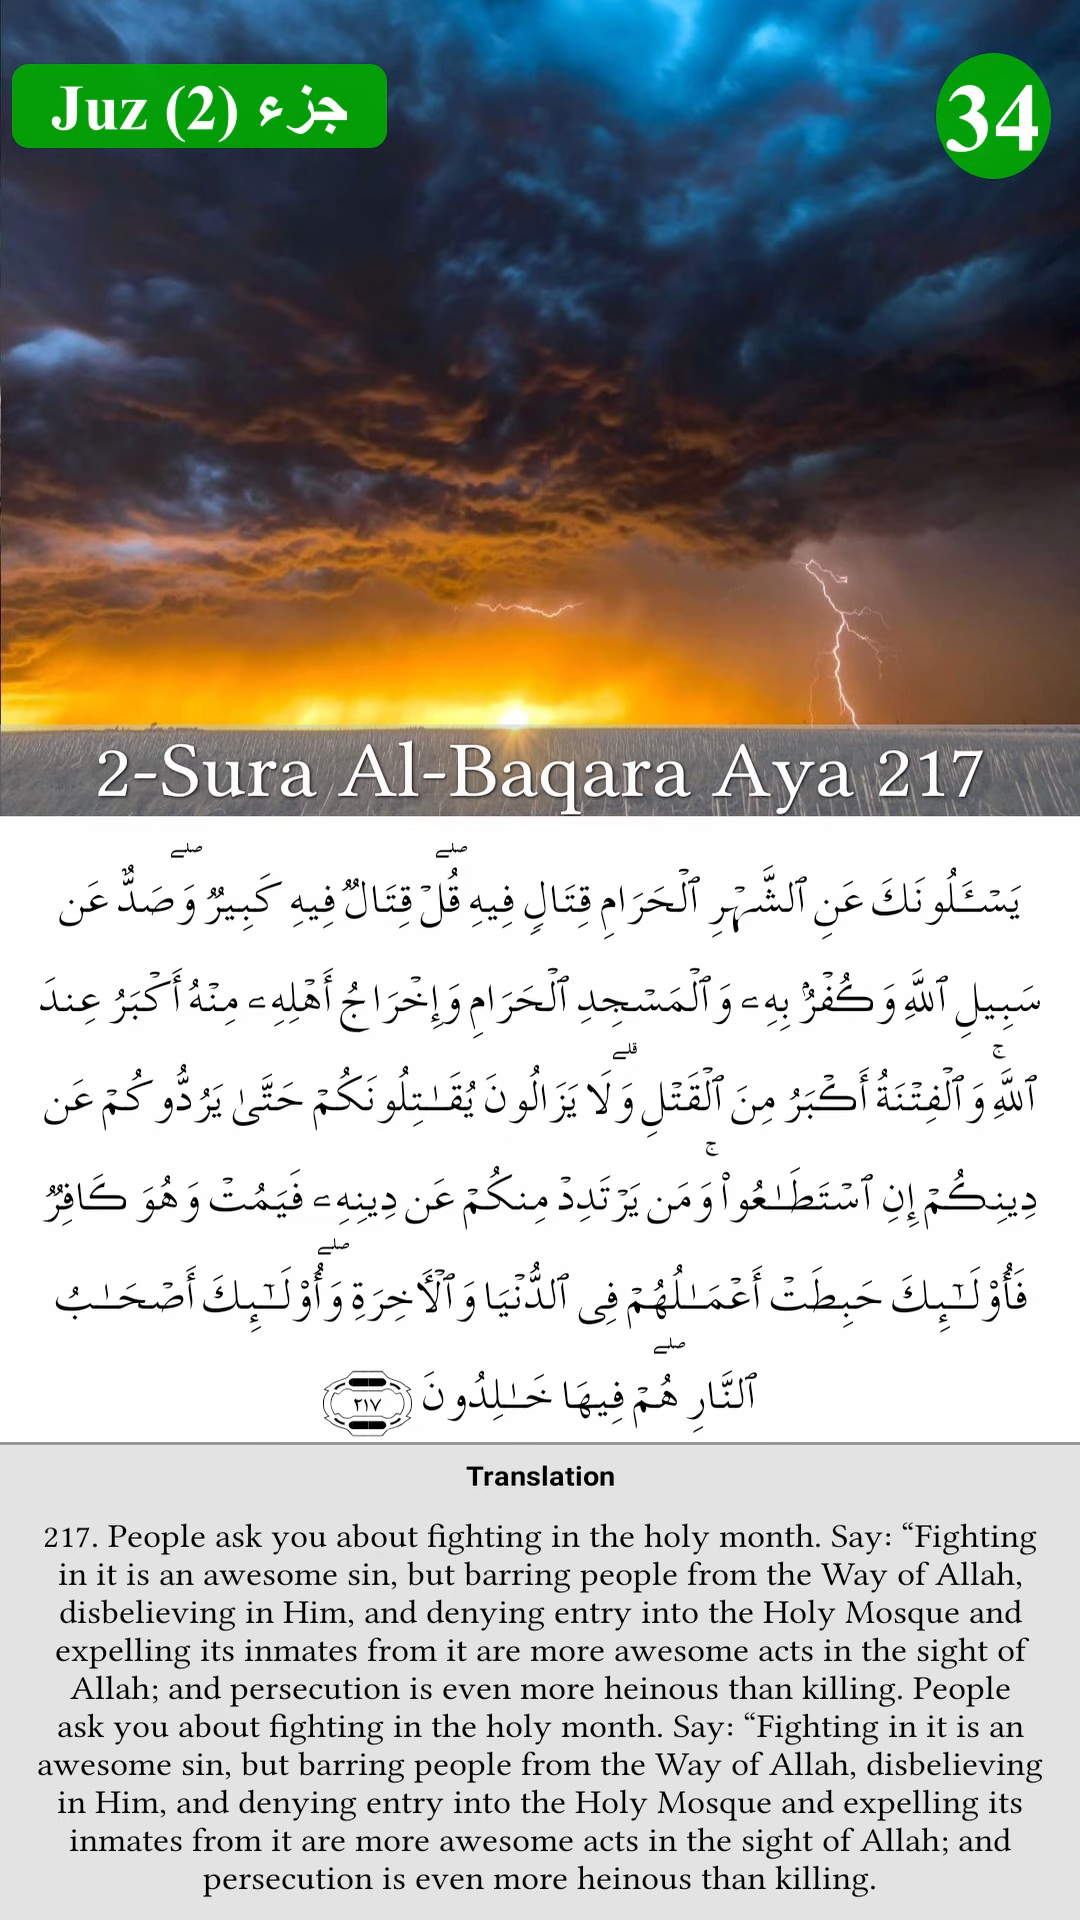 Juz (2) جزء
34
2-Sura Al-Baqara Aya 217
يَسْـَٔلُونَكَ عَنِ ٱلشَّهْرِ ٱلْحَرَامِ قِتَالٍ فِيهِ ۖ قُلْ قِتَالٌ فِيهِ كَبِيرٌ ۖ وَصَدٌّ عَن
سَبِيلِ ٱللَّهِ وَكُفْرٌۢ بِهِۦ وَٱلْمَسْجِدِ ٱلْحَرَامِ وَإِخْرَاجُ أَهْلِهِۦ مِنْهُ أَكْبَرُ عِندَ
ٱللَّهِ ۚ وَٱلْفِتْنَةُ أَكْبَرُ مِنَ ٱلْقَتْلِ ۗ وَلَا يَزَالُونَ يُقَـٰتِلُونَكُمْ حَتَّىٰ يَرُدُّوكُمْ عَن
دِينِكُمْ إِنِ ٱسْتَطَـٰعُوا۟ ۚ وَمَن يَرْتَدِدْ مِنكُمْ عَن دِينِهِۦ فَيَمُتْ وَهُوَ كَافِرٌ
فَأُو۟لَـٰٓئِكَ حَبِطَتْ أَعْمَـٰلُهُمْ فِى ٱلدُّنْيَا وَٱلْـَٔاخِرَةِ ۖ وَأُو۟لَـٰٓئِكَ أَصْحَـٰبُ
ٱلنَّارِ ۖ هُمْ فِيهَا خَـٰلِدُونَ ٢١٧
Translation
217. People ask you about fighting in the holy month. Say: “Fighting
in it is an awesome sin, but barring people from the Way of Allah,
disbelieving in Him, and denying entry into the Holy Mosque and
expelling its inmates from it are more awesome acts in the sight of
Allah; and persecution is even more heinous than killing. People
ask you about fighting in the holy month. Say: “Fighting in it is an
awesome sin, but barring people from the Way of Allah, disbelieving
in Him, and denying entry into the Holy Mosque and expelling its
inmates from it are more awesome acts in the sight of Allah; and
persecution is even more heinous than killing.